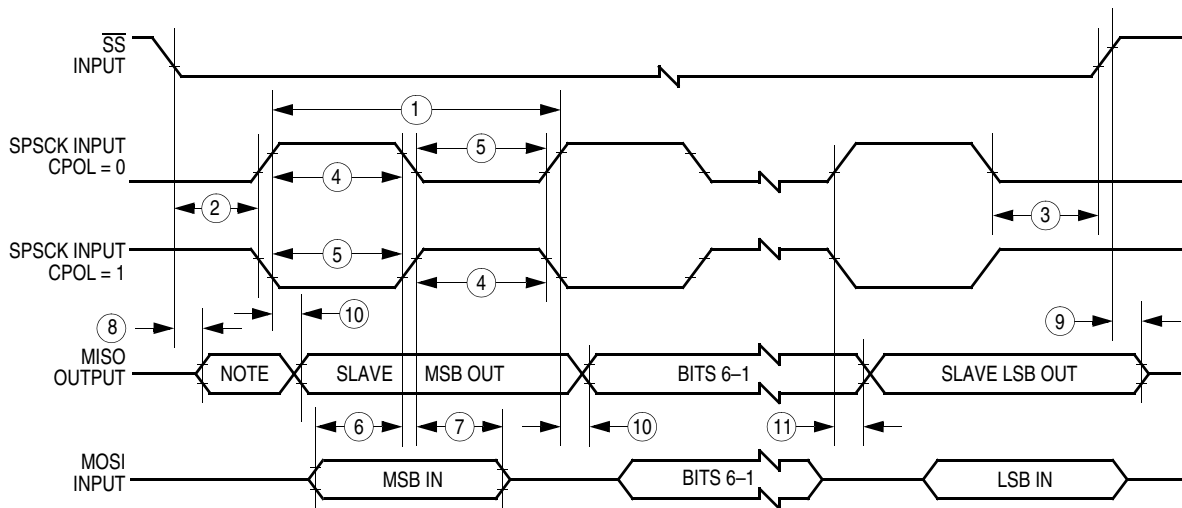 SS
INPUT
1
SPSCK INPUT
CPOL = 0
5
4
2
3
SPSCK INPUT
CPOL = 1
5
4
8
10
9
MISO
OUTPUT
NOTE
SLAVE
MSB OUT
BITS 6–1
SLAVE LSB OUT
6
7
10
11
MOSI
INPUT
MSB IN
BITS 6–1
LSB IN